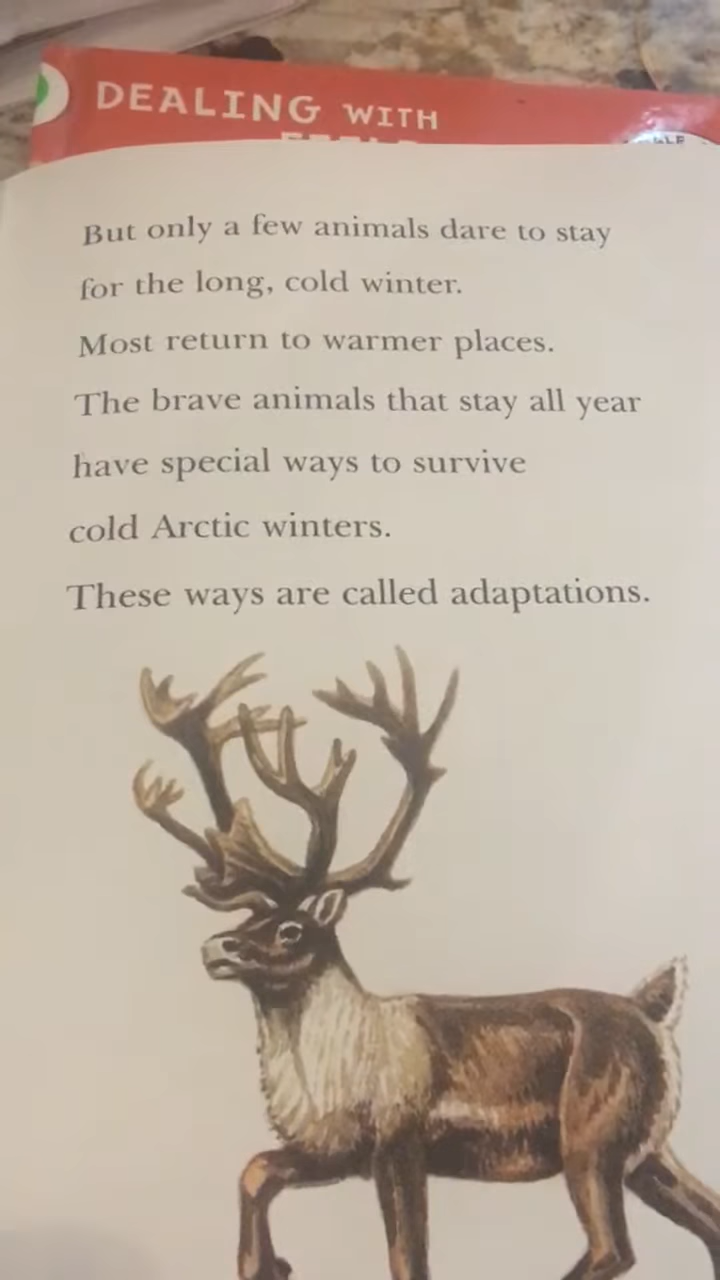 DEALING WITH
But only a few animals dare to stay
for the long, cold winter.
Most return to warmer places.
The brave animals that stay all year
have special ways to survive
cold Arctic winters.
These ways are called adaptations.